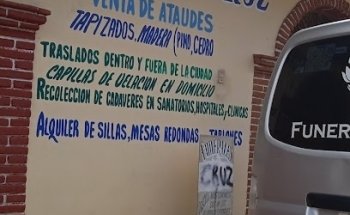 VENTA DE ATAUDES
TAPIZADOS, MADERA (PINO, CEDRO
TRASLADOS DENTRO Y FUERA DE LA CIUDAD
CAPILLAS DE VELACION EN DOMICILIO
RECOLECCION DE CADAVERES EN SANATORIOS, HOSPITALES, CLINICAS
ALQUILER DE SILLAS, MESAS REDONDAS, TABLONES
CRUZ
FUNER